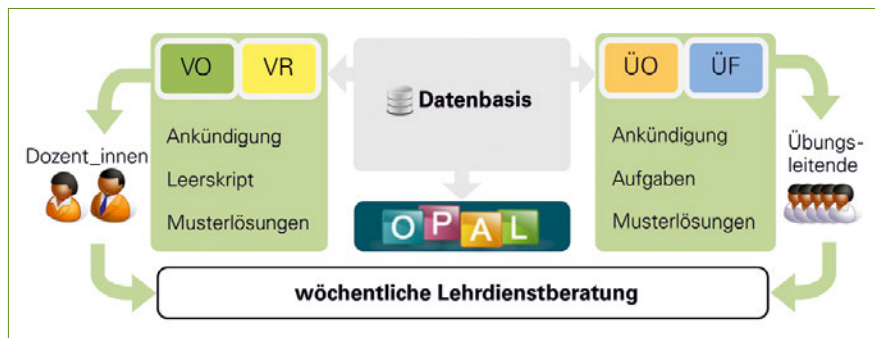 VO VR
Ankündigung
Leerskript
Musterlösungen
Dozent_innen
Datenbasis
OPAL
ÜO ÜF
Ankündigung
Aufgaben
Musterlösungen
Übungs-
leitende
wöchentliche Lehrdienstberatung